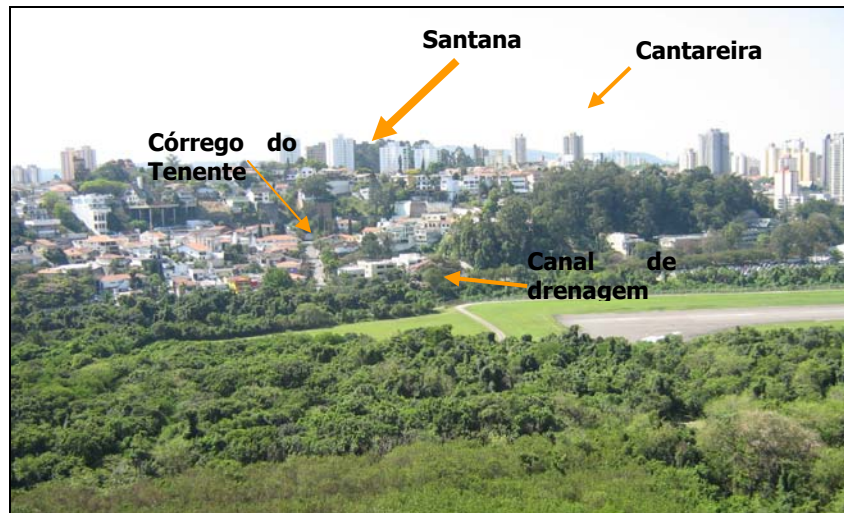 Santana
Cantareira
Córrego do
Tenente
Canal de
drenagem